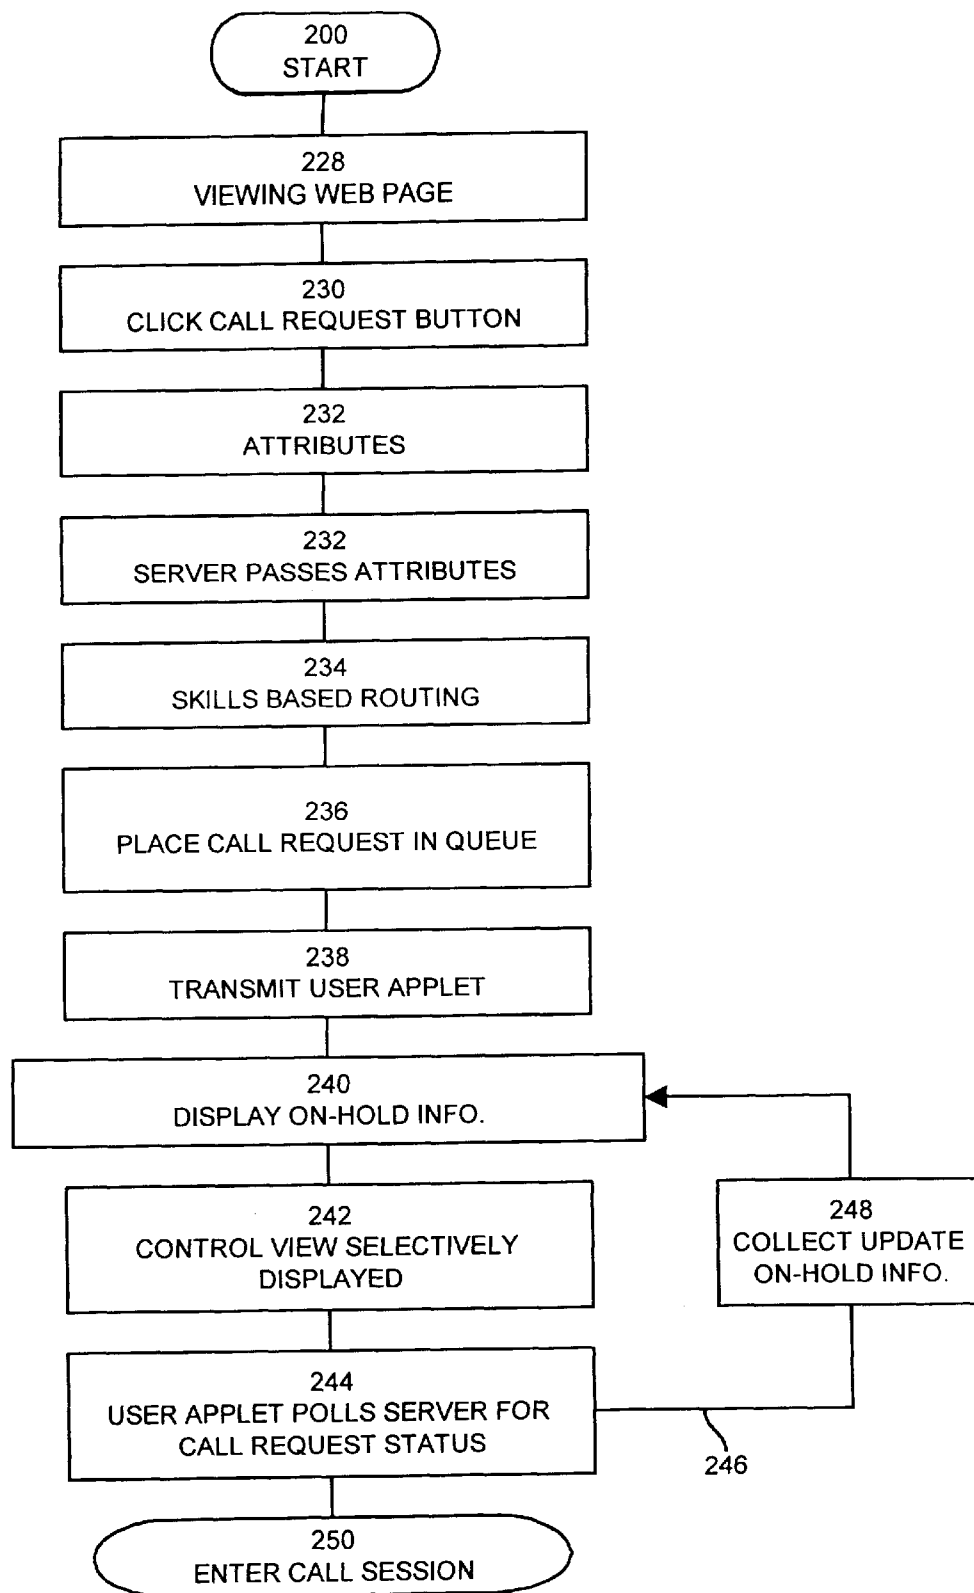 200
START
228
VIEWING WEB PAGE
230
CLICK CALL REQUEST BUTTON
232
ATTRIBUTES
232
SERVER PASSES ATTRIBUTES
234
SKILLS BASED ROUTING
236
PLACE CALL REQUEST IN QUEUE
238
TRANSMIT USER APPLET
240
DISPLAY ON-HOLD INFO.
242
CONTROL VIEW SELECTIVELY
DISPLAYED
248
COLLECT UPDATE
ON-HOLD INFO.
244
USER APPLET POLLS SERVER FOR
CALL REQUEST STATUS
246
250
ENTER CALL SESSION